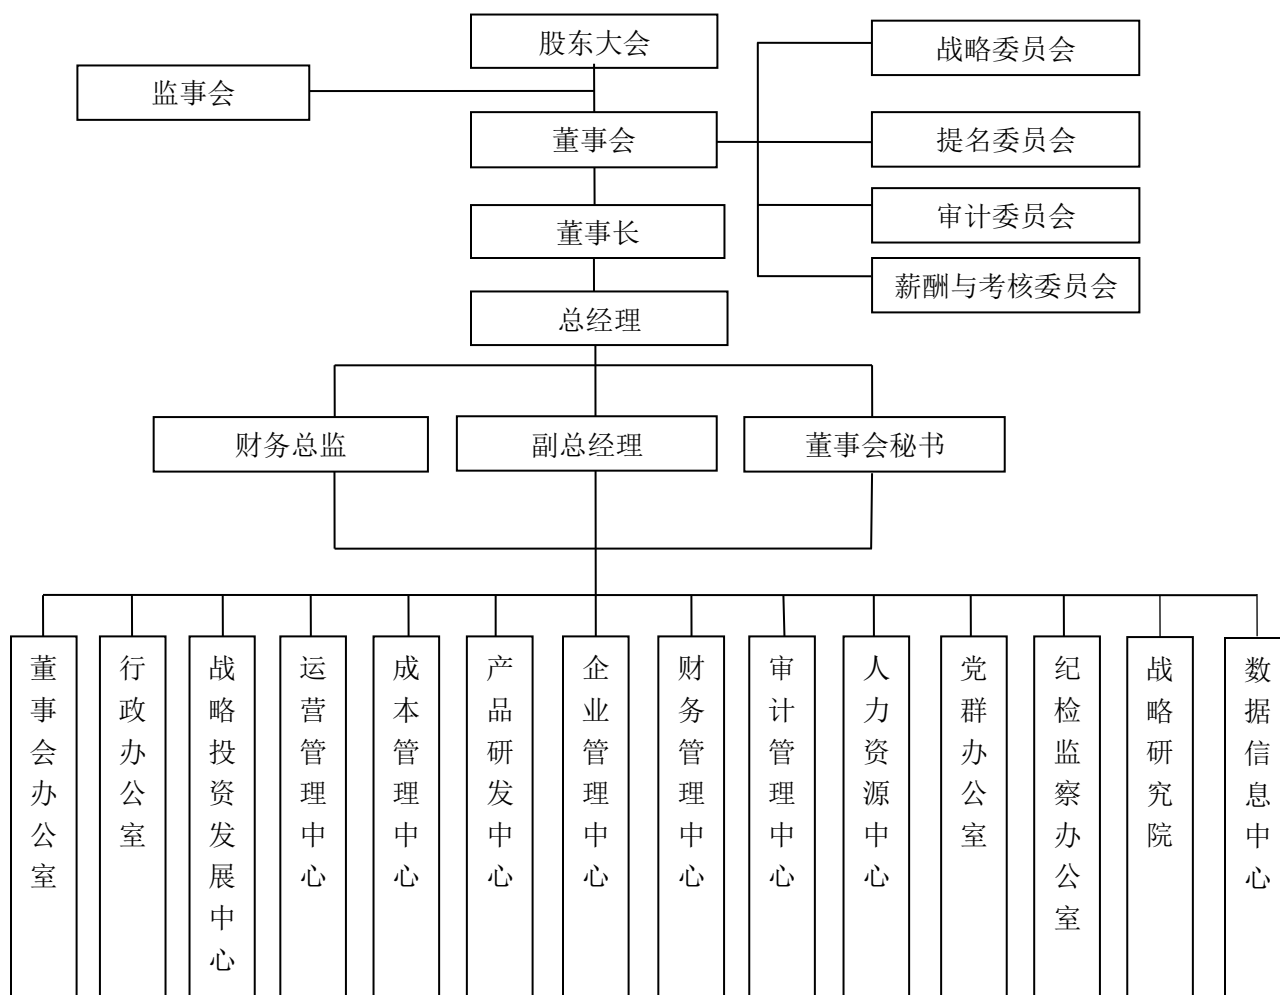 股东大会
战略委员会
监事会
董事会
提名委员会
审计委员会
董事长
薪酬与考核委员会
总经理
财务总监
副总经理
董事会秘书
董事会办公室
行政办公室
战略投资发展中心
运营管理中心
成本管理中心
产品研发中心
企业管理中心
财务管理中心
审计管理中心
人力资源中心
党群办公室
纪检监察办公室
战略研究院
数据信息中心